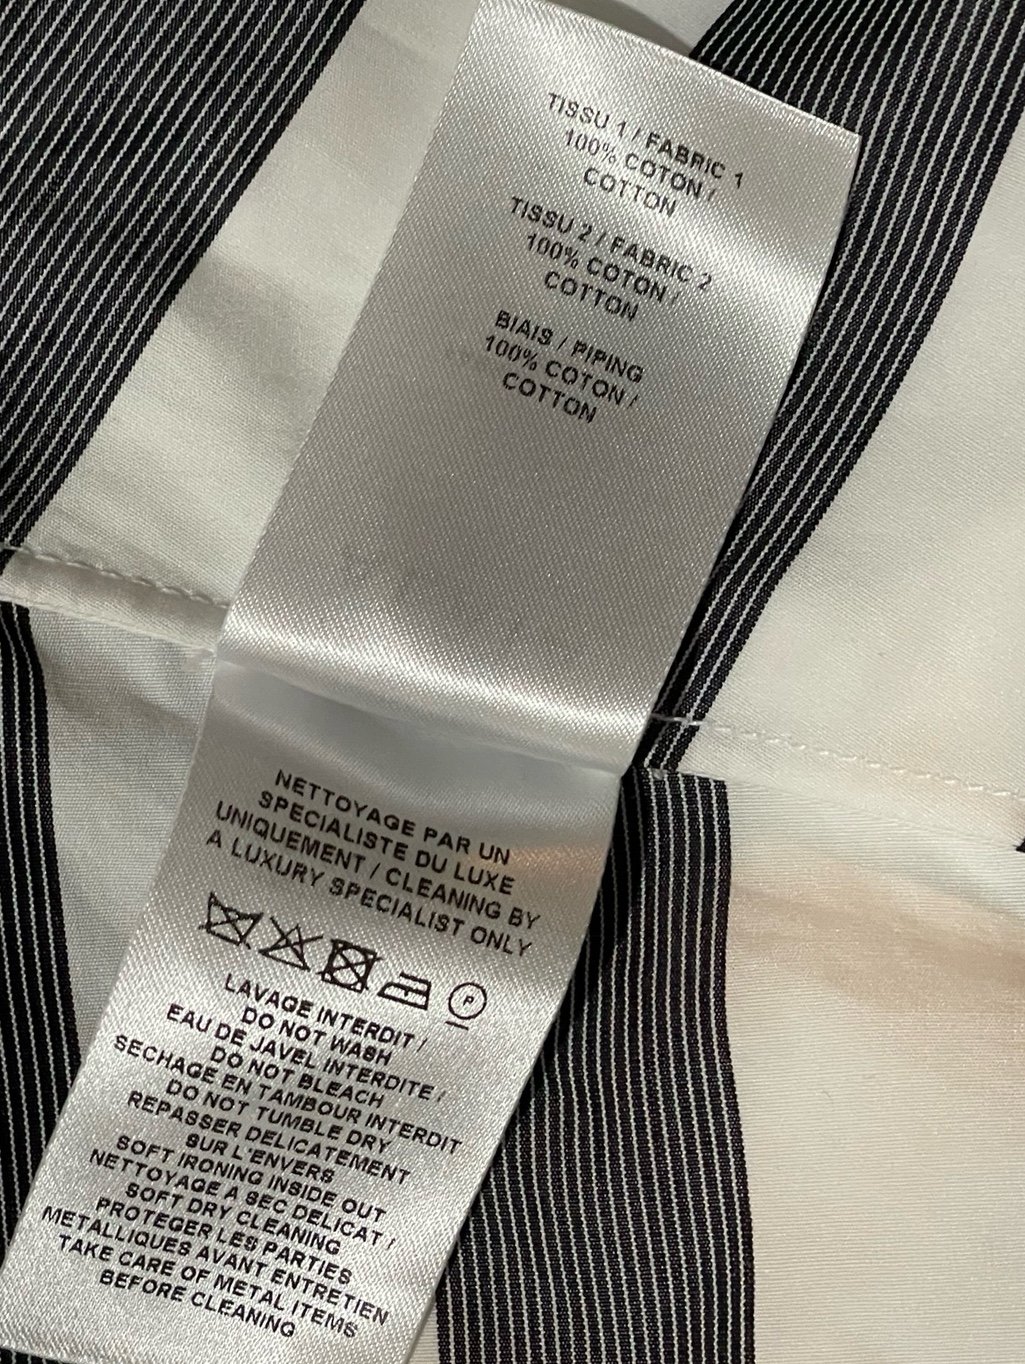 TISSU 1 / FABRIC 1
100% COTON /
COTTON
TISSU 2 / FABRIC 2
100% COTON /
COTTON
BIAIS / PIPING
100% COTON /
COTTON
NETTOYAGE PAR UN
SPECIALISTE DU LUXE
UNIQUEMENT / CLEANING BY
A LUXURY SPECIALIST ONLY
P
LAVAGE INTERDIT /
DO NOT WASH
EAU DE JAVEL INTERDITE /
DO NOT BLEACH
SECHAGE EN TAMBOUR INTERDIT
DO NOT TUMBLE DRY
REPASSER DELICATEMENT
SUR L'ENVERS
SOFT IRONING INSIDE OUT
NETTOYAGE A SEC DELICAT /
SOFT DRY CLEANING
PROTEGER LES PARTIES
METALLIQUES AVANT ENTRETIEN
TAKE CARE OF METAL ITEMS
BEFORE CLEANING